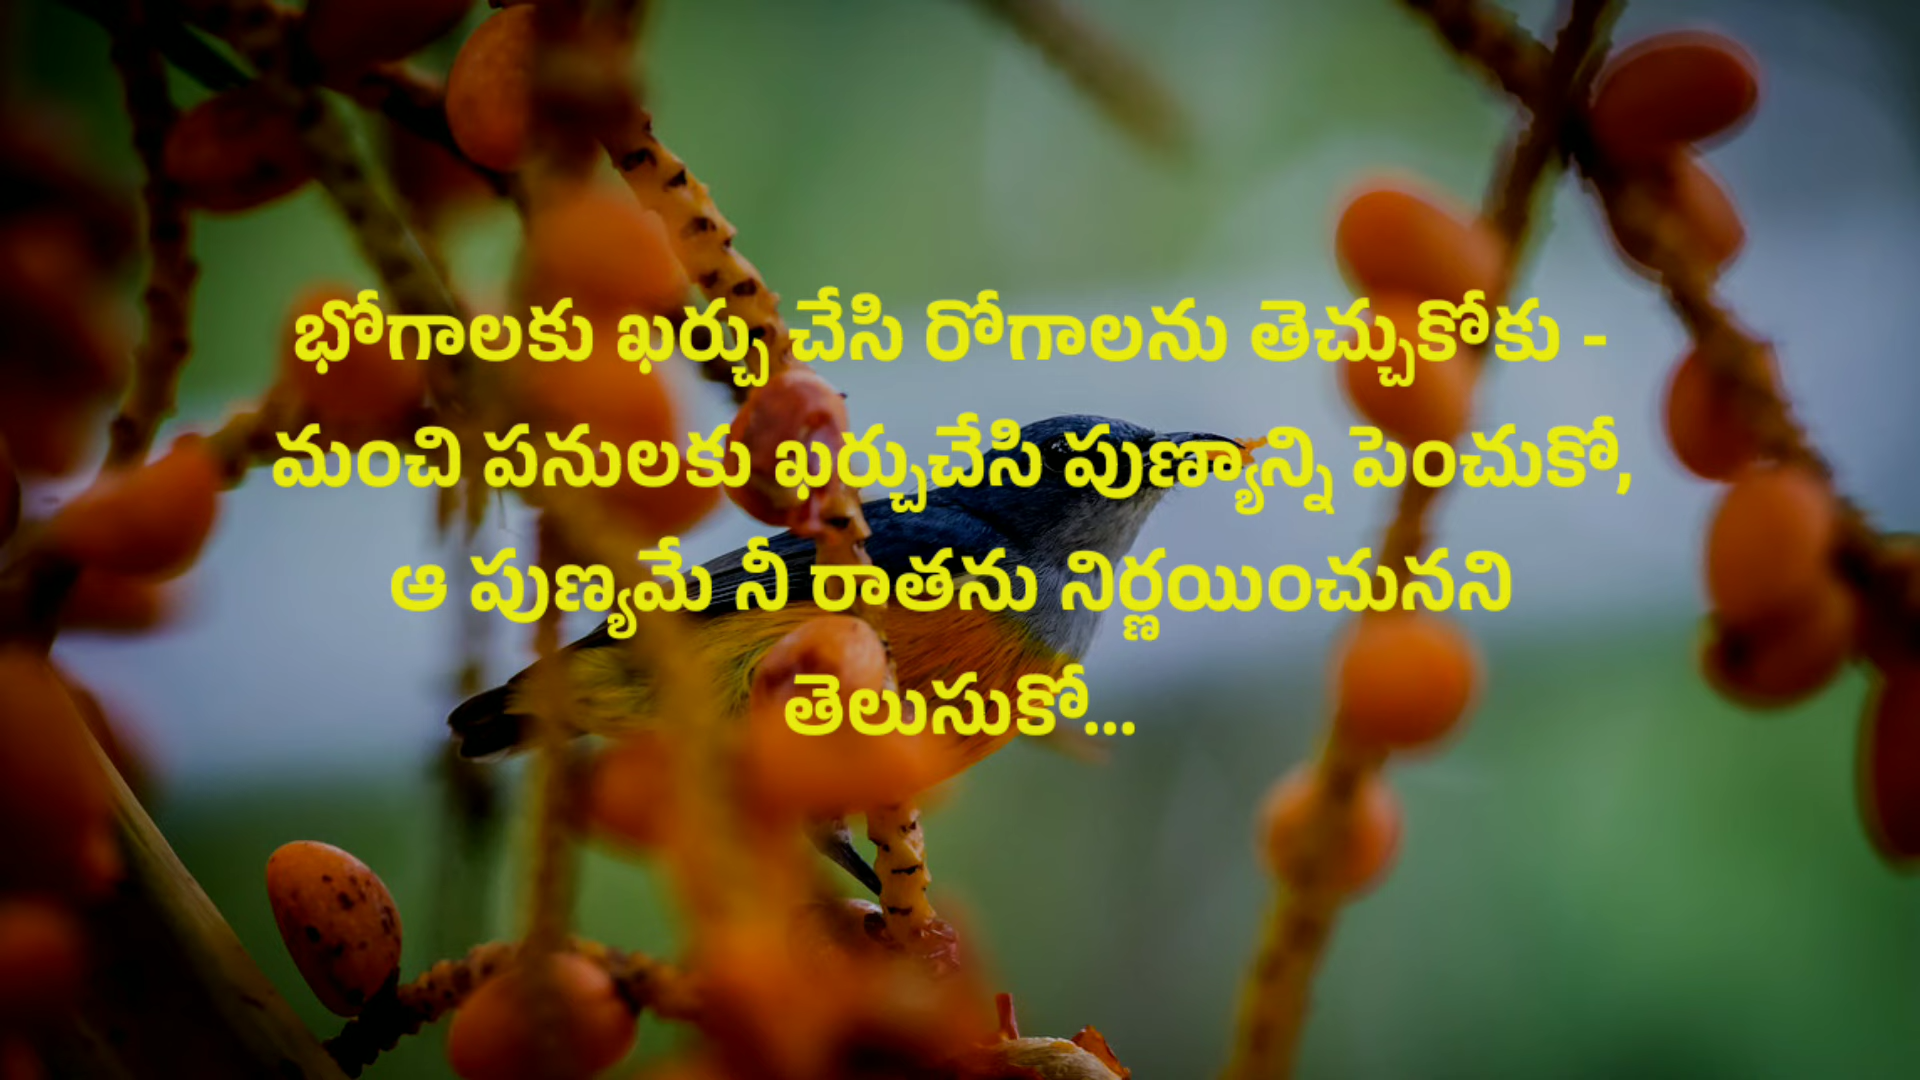 భోగాలకు ఖర్చు చేసి రోగాలను తెచ్చుకోకు -
మంచి పనులకు ఖర్చుచేసి పుణ్యాన్ని పెంచుకో,
ఆ పుణ్యమే నీ రాతను నిర్ణయించునని
తెలుసుకో...